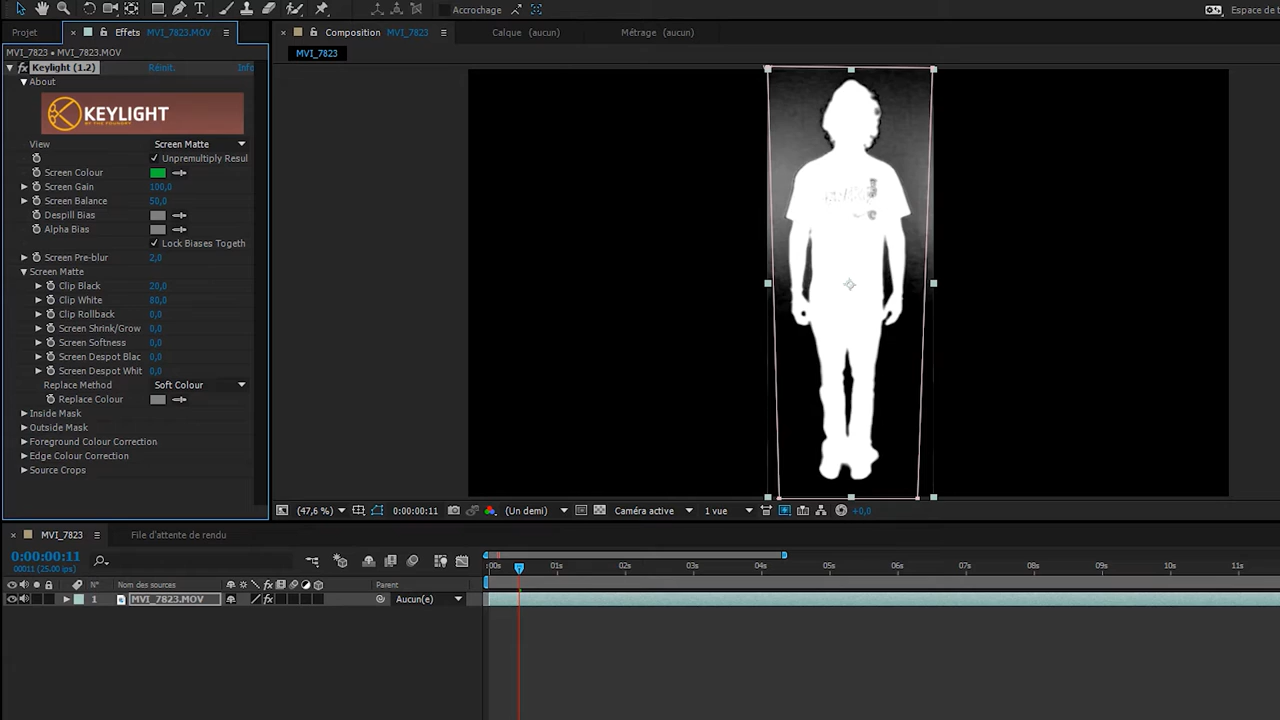 Accrochage
Espace de t
Projet
Effets MVI_7823.MOV
Composition MVI_7823
Calque (aucun)
Métrage (aucun)
MVI_7823 • MVI_7823.MOV
MVI_7823
fx Keylight (1.2) Réinit. Info
About
KEYLIGHT
BY THE FOUNDRY
View Screen Matte
Unpremultiply Resul
Screen Colour
Screen Gain 100,0
Screen Balance 50,0
Despill Bias
Alpha Bias
Lock Biases Togeth
Screen Pre-blur 2,0
Screen Matte
Clip Black 20,0
Clip White 80,0
Clip Rollback 0,0
Screen Shrink/Grow 0,0
Screen Softness 0,0
Screen Despot Blac 0,0
Screen Despot Whit 0,0
Replace Method Soft Colour
Replace Colour
Inside Mask
Outside Mask
Foreground Colour Correction
Edge Colour Correction
Source Crops
(47,6 %) 0:00:00:11 (Un demi) Caméra active 1 vue +0,0
MVI_7823
File d'attente de rendu
0:00:00:11
00011 (25.00 fps)
:00s 01s 02s 03s 04s 05s 06s 07s 08s 09s 10s 11s
N° Nom des sources Parent
1 MVI_7823.MOV fx Aucun(e)